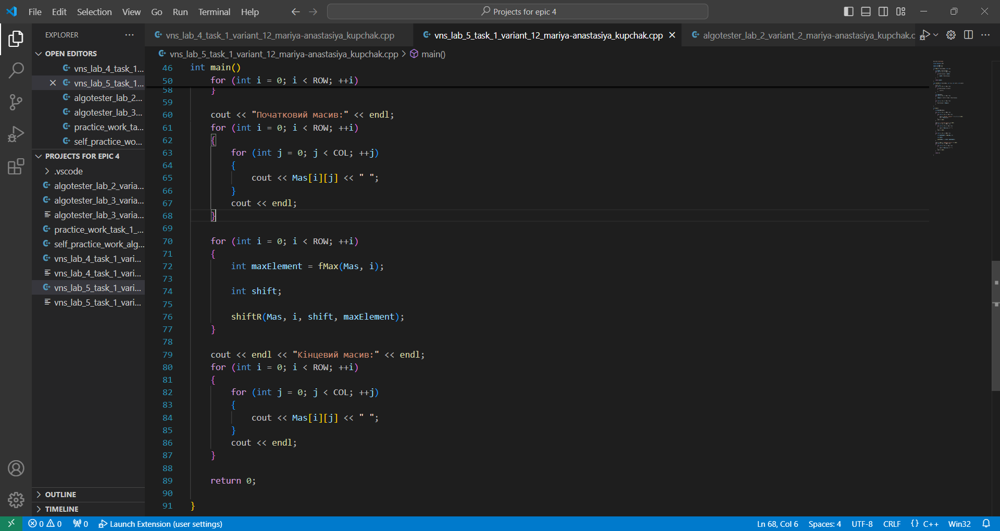 File Edit Selection View Go Run Terminal Help
Projects for epic 4
EXPLORER
OPEN EDITORS
vns_lab_4_task_1...
vns_lab_5_task_1...
algotester_lab_2...
algotester_lab_3...
practice_work_ta...
self_practice_wo...
PROJECTS FOR EPIC 4
.vscode
algotester_lab_2_varia...
algotester_lab_3_varia...
algotester_lab_3_varia...
practice_work_task_1_...
self_practice_work_alg...
vns_lab_4_task_1_vari...
vns_lab_4_task_1_vari...
vns_lab_5_task_1_vari...
vns_lab_5_task_1_vari...
OUTLINE
TIMELINE
vns_lab_4_task_1_variant_12_mariya-anastasiya_kupchak.cpp
vns_lab_5_task_1_variant_12_mariya-anastasiya_kupchak.cpp
algotester_lab_2_variant_2_mariya-anastasiya_kupchak.c
vns_lab_5_task_1_variant_12_mariya-anastasiya_kupchak.cpp > main()
46 int main()
50 for (int i = 0; i < ROW; ++i)
58 }
59
60 cout << "Початковий масив:" << endl;
61 for (int i = 0; i < ROW; ++i)
62 {
63 for (int j = 0; j < COL; ++j)
64 {
65 cout << Mas[i][j] << " ";
66 }
67 cout << endl;
68 }
69
70 for (int i = 0; i < ROW; ++i)
71 {
72 int maxElement = fMax(Mas, i);
73
74 int shift;
75
76 shiftR(Mas, i, shift, maxElement);
77 }
78
79 cout << endl << "Кінцевий масив:" << endl;
80 for (int i = 0; i < ROW; ++i)
81 {
82 for (int j = 0; j < COL; ++j)
83 {
84 cout << Mas[i][j] << " ";
85 }
86 cout << endl;
87 }
88
89 return 0;
90
91 }
0 0 0 Launch Extension (user settings)
Ln 68, Col 6 Spaces: 4 UTF-8 CRLF {} C++ Win32